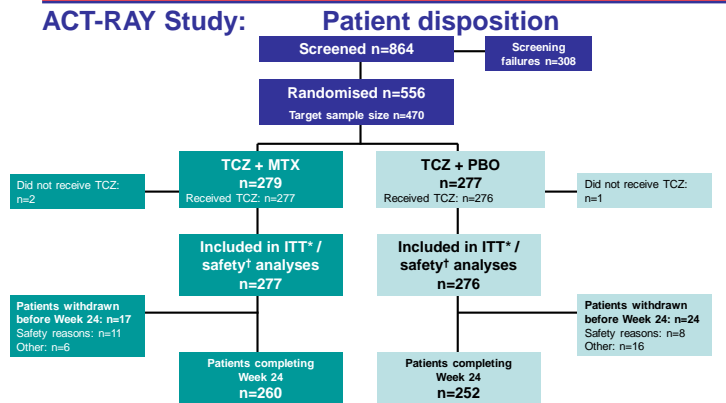 ACT-RAY Study: Patient disposition
Screened n=864
Screening
failures n=308
Randomised n=556
Target sample size n=470
TCZ + MTX
n=279
Received TCZ: n=277
TCZ + PBO
n=277
Received TCZ: n=276
Did not receive TCZ:
n=2
Did not receive TCZ:
n=1
Included in ITT* /
safety† analyses
n=277
Included in ITT* /
safety† analyses
n=276
Patients withdrawn
before Week 24: n=17
Safety reasons: n=11
Other: n=6
Patients withdrawn
before Week 24: n=24
Safety reasons: n=8
Other: n=16
Patients completing
Week 24
n=260
Patients completing
Week 24
n=252